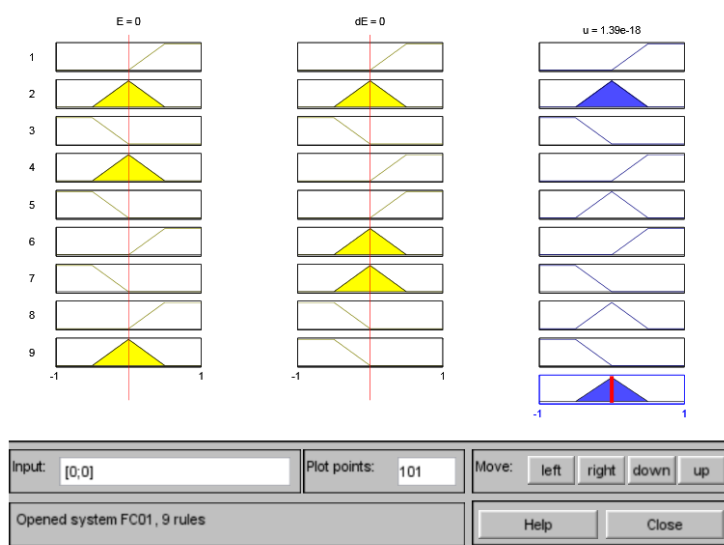 E = 0
dE = 0
u = 1.39e-18
1
2
3
4
5
6
7
8
9
-1 1
-1 1
-1 1
Input: [0;0]
Plot points: 101
Move: left right down up
Opened system FC01, 9 rules
Help Close